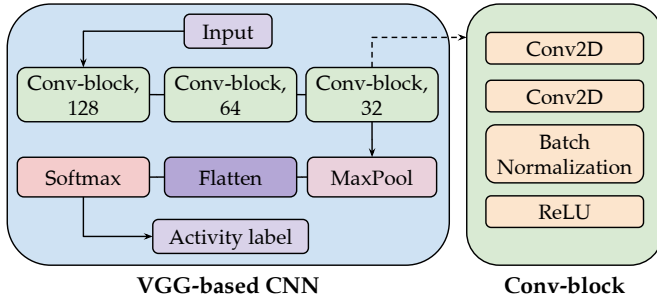 Input
Conv-block,
128
Conv-block,
64
Conv-block,
32
Softmax
Flatten
MaxPool
Activity label
VGG-based CNN
Conv2D
Conv2D
Batch
Normalization
ReLU
Conv-block